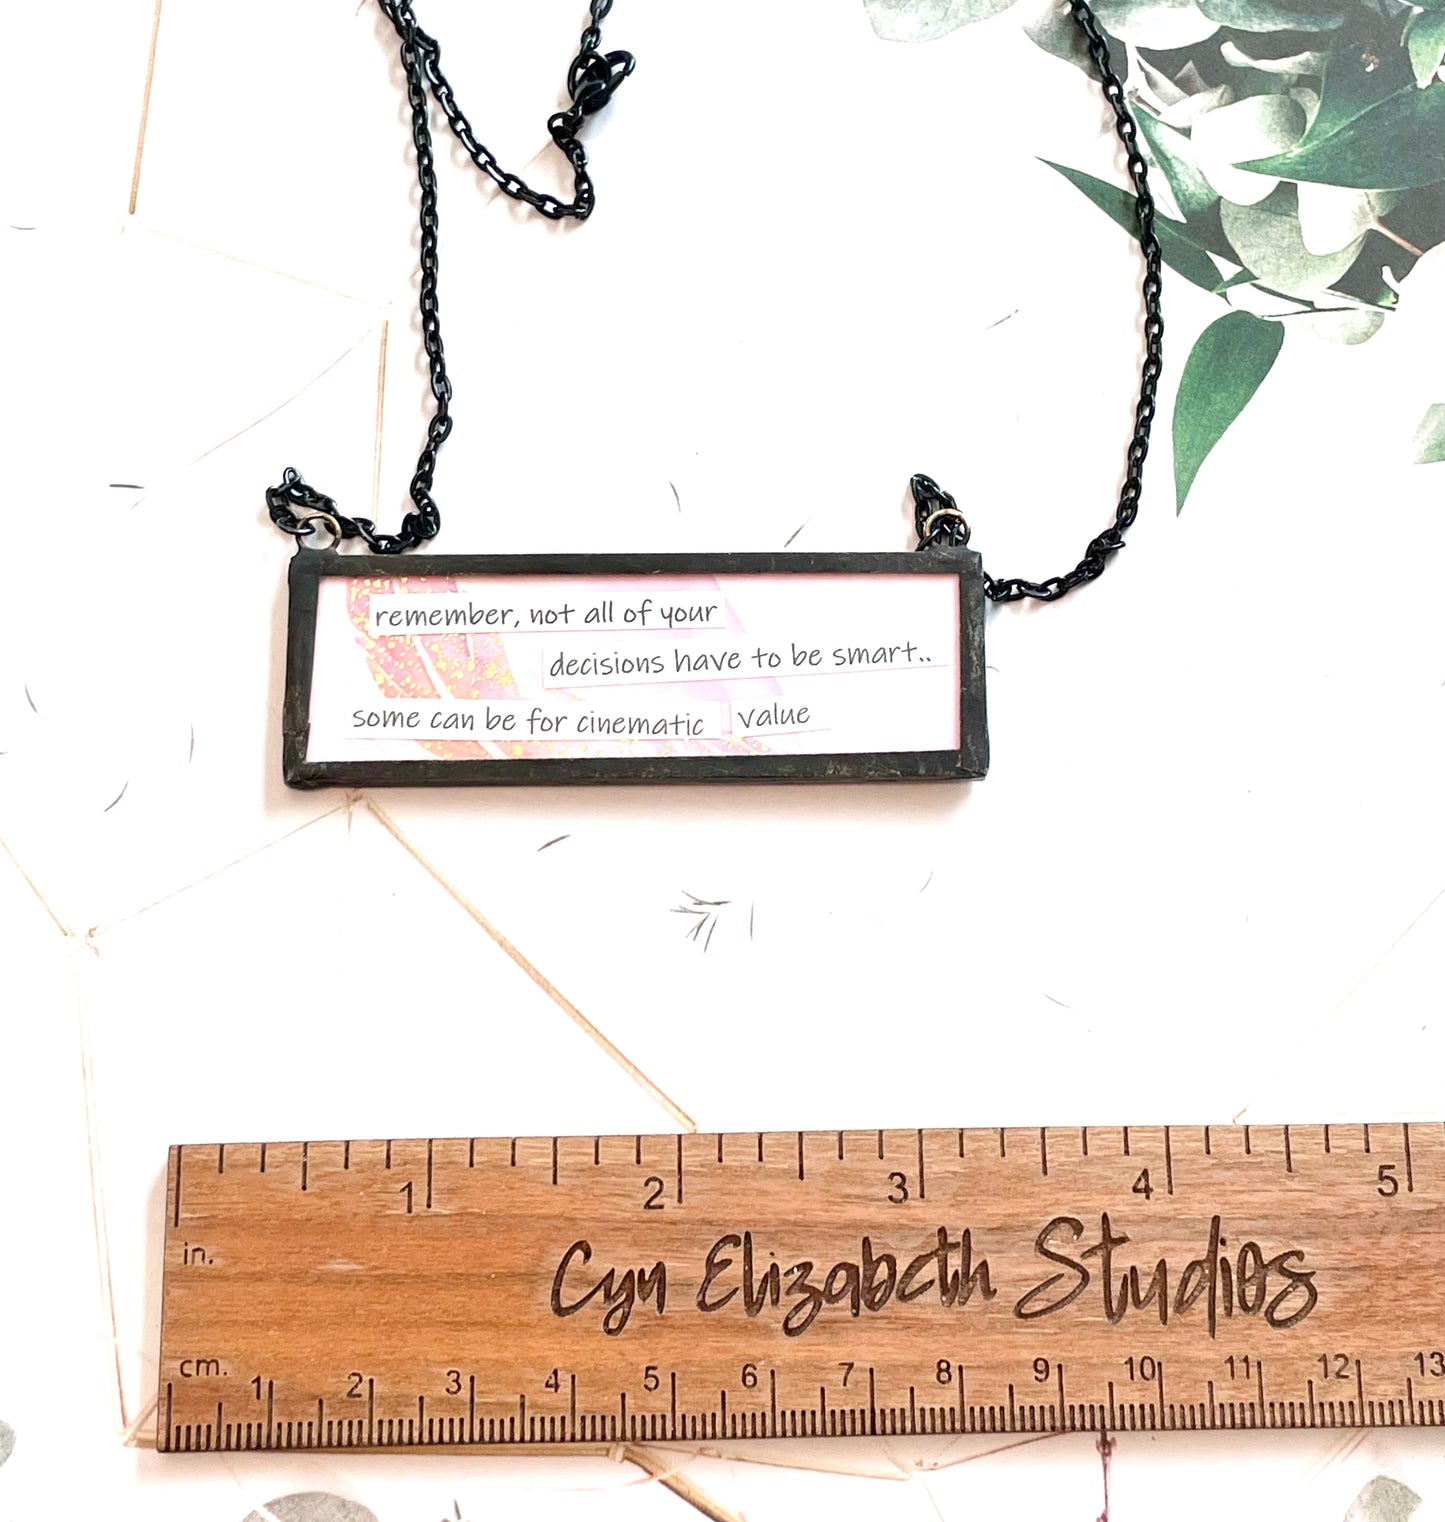 remember, not all of your
decisions have to be smart..
some can be for cinematic value
1 2 3 4 5
in.
Cyn Elizabeth Studios
cm.
1 2 3 4 5 6 7 8 9 10 11 12 13